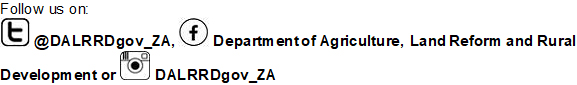 Follow us on:
@DALRRDgov_ZA, Department of Agriculture, Land Reform and Rural
Development or DALRRDgov_ZA